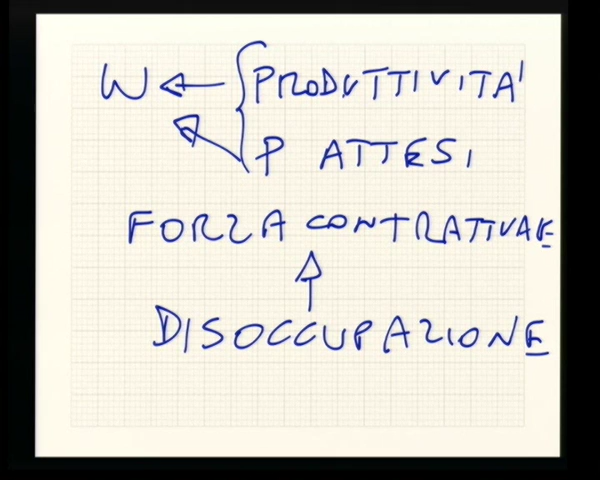 W ← { PRODUTTIVITA'
P ATTESI
FORZA CONTRATTUALE
DISOCCUPAZIONE